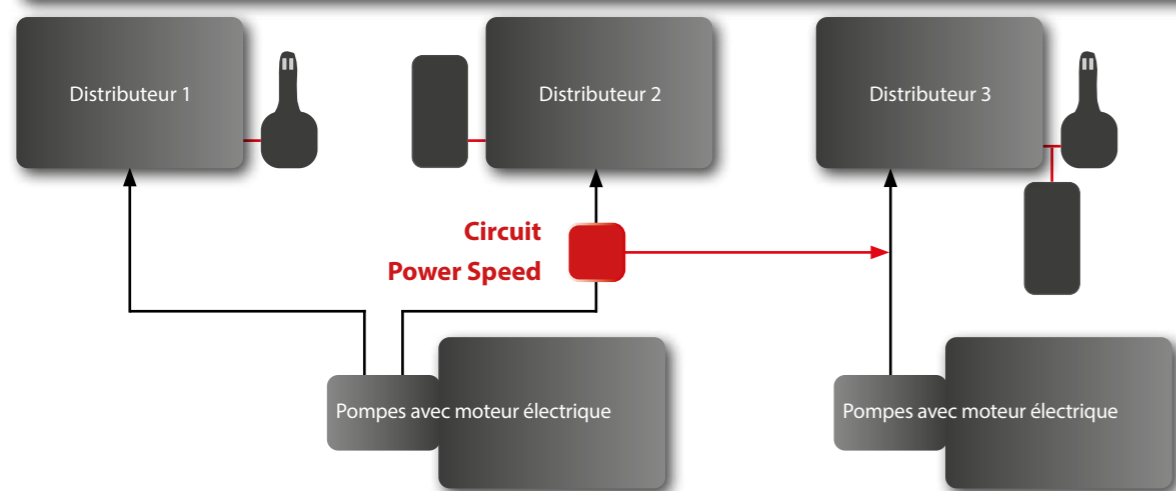 Distributeur 1
Distributeur 2
Distributeur 3
Circuit
Power Speed
Pompes avec moteur électrique
Pompes avec moteur électrique